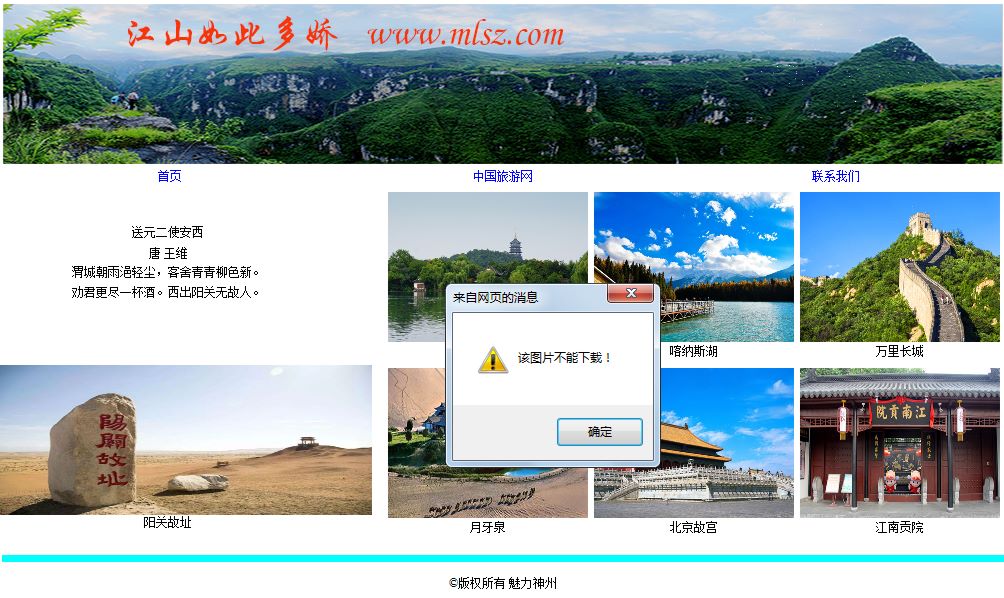 江山如此多娇 www.mlsz.com
首页 中国旅游网 联系我们
送元二使安西
唐 王维
渭城朝雨浥轻尘，客舍青青柳色新。
劝君更尽一杯酒。西出阳关无故人。
来自网页的消息
该图片不能下载！
确定
喀纳斯湖
万里长城
陽關故址
江南貢院
阳关故址
月牙泉
北京故宫
江南贡院
©版权所有 魅力神州